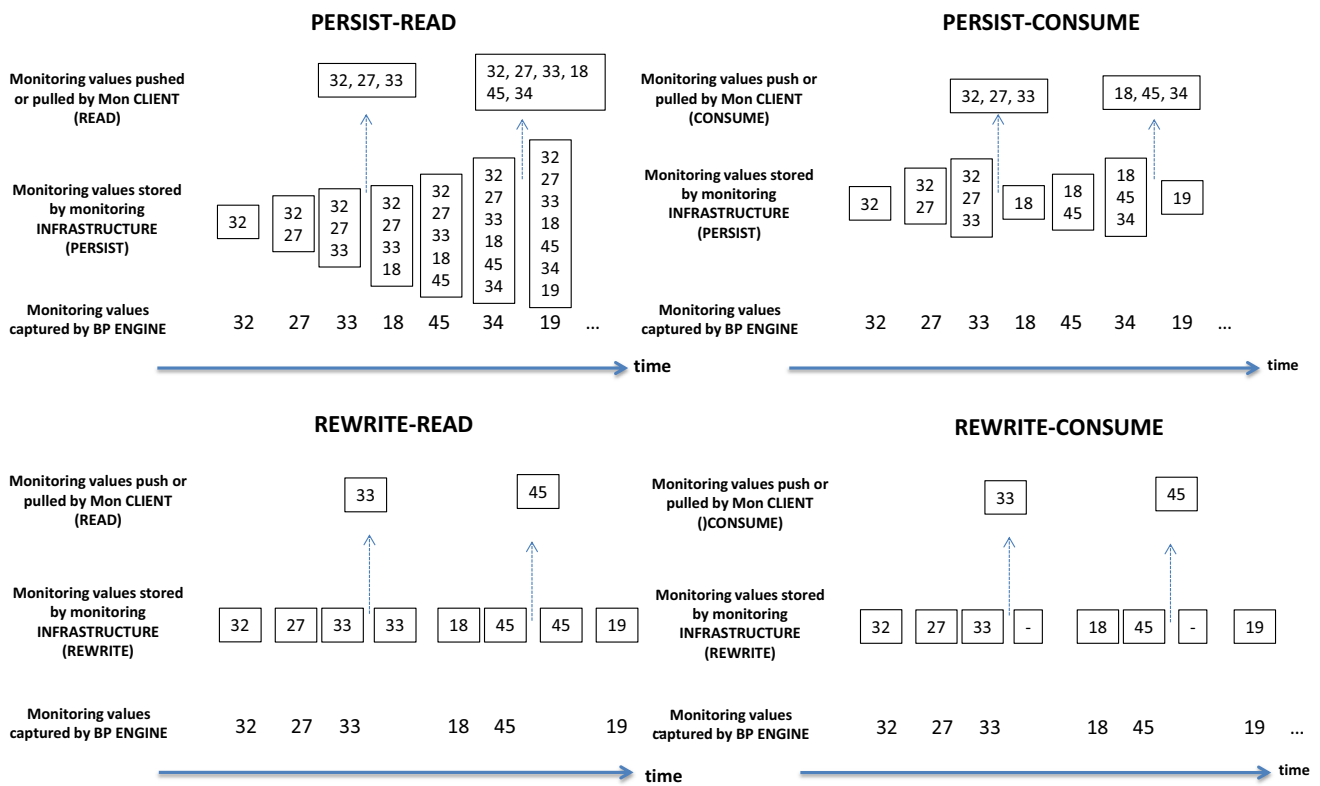 PERSIST-READ
Monitoring values pushed
or pulled by Mon CLIENT
(READ)
32, 27, 33
32, 27, 33, 18
45, 34
Monitoring values stored
by monitoring
INFRASTRUCTURE
(PERSIST)
32
32
27
32
27
33
32
27
33
18
32
27
33
18
45
32
27
33
18
45
34
32
27
33
18
45
34
19
Monitoring values
captured by BP ENGINE
32 27 33 18 45 34 19 ...
time
PERSIST-CONSUME
Monitoring values push or
pulled by Mon CLIENT
(CONSUME)
32, 27, 33
18, 45, 34
Monitoring values stored
by monitoring
INFRASTRUCTURE
(PERSIST)
32
32
27
32
27
33
18
18
45
18
45
34
19
Monitoring values
captured by BP ENGINE
32 27 33 18 45 34 19 ...
time
REWRITE-READ
Monitoring values push or
pulled by Mon CLIENT
(READ)
33
45
Monitoring values stored
by monitoring
INFRASTRUCTURE
(REWRITE)
32 27 33 33 18 45 45 19
Monitoring values
captured by BP ENGINE
32 27 33 18 45 19
time
REWRITE-CONSUME
Monitoring values push or
pulled by Mon CLIENT
()CONSUME)
33
45
Monitoring values stored
by monitoring
INFRASTRUCTURE
(REWRITE)
32 27 33 - 18 45 - 19
Monitoring values
captured by BP ENGINE
32 27 33 18 45 19 ...
time